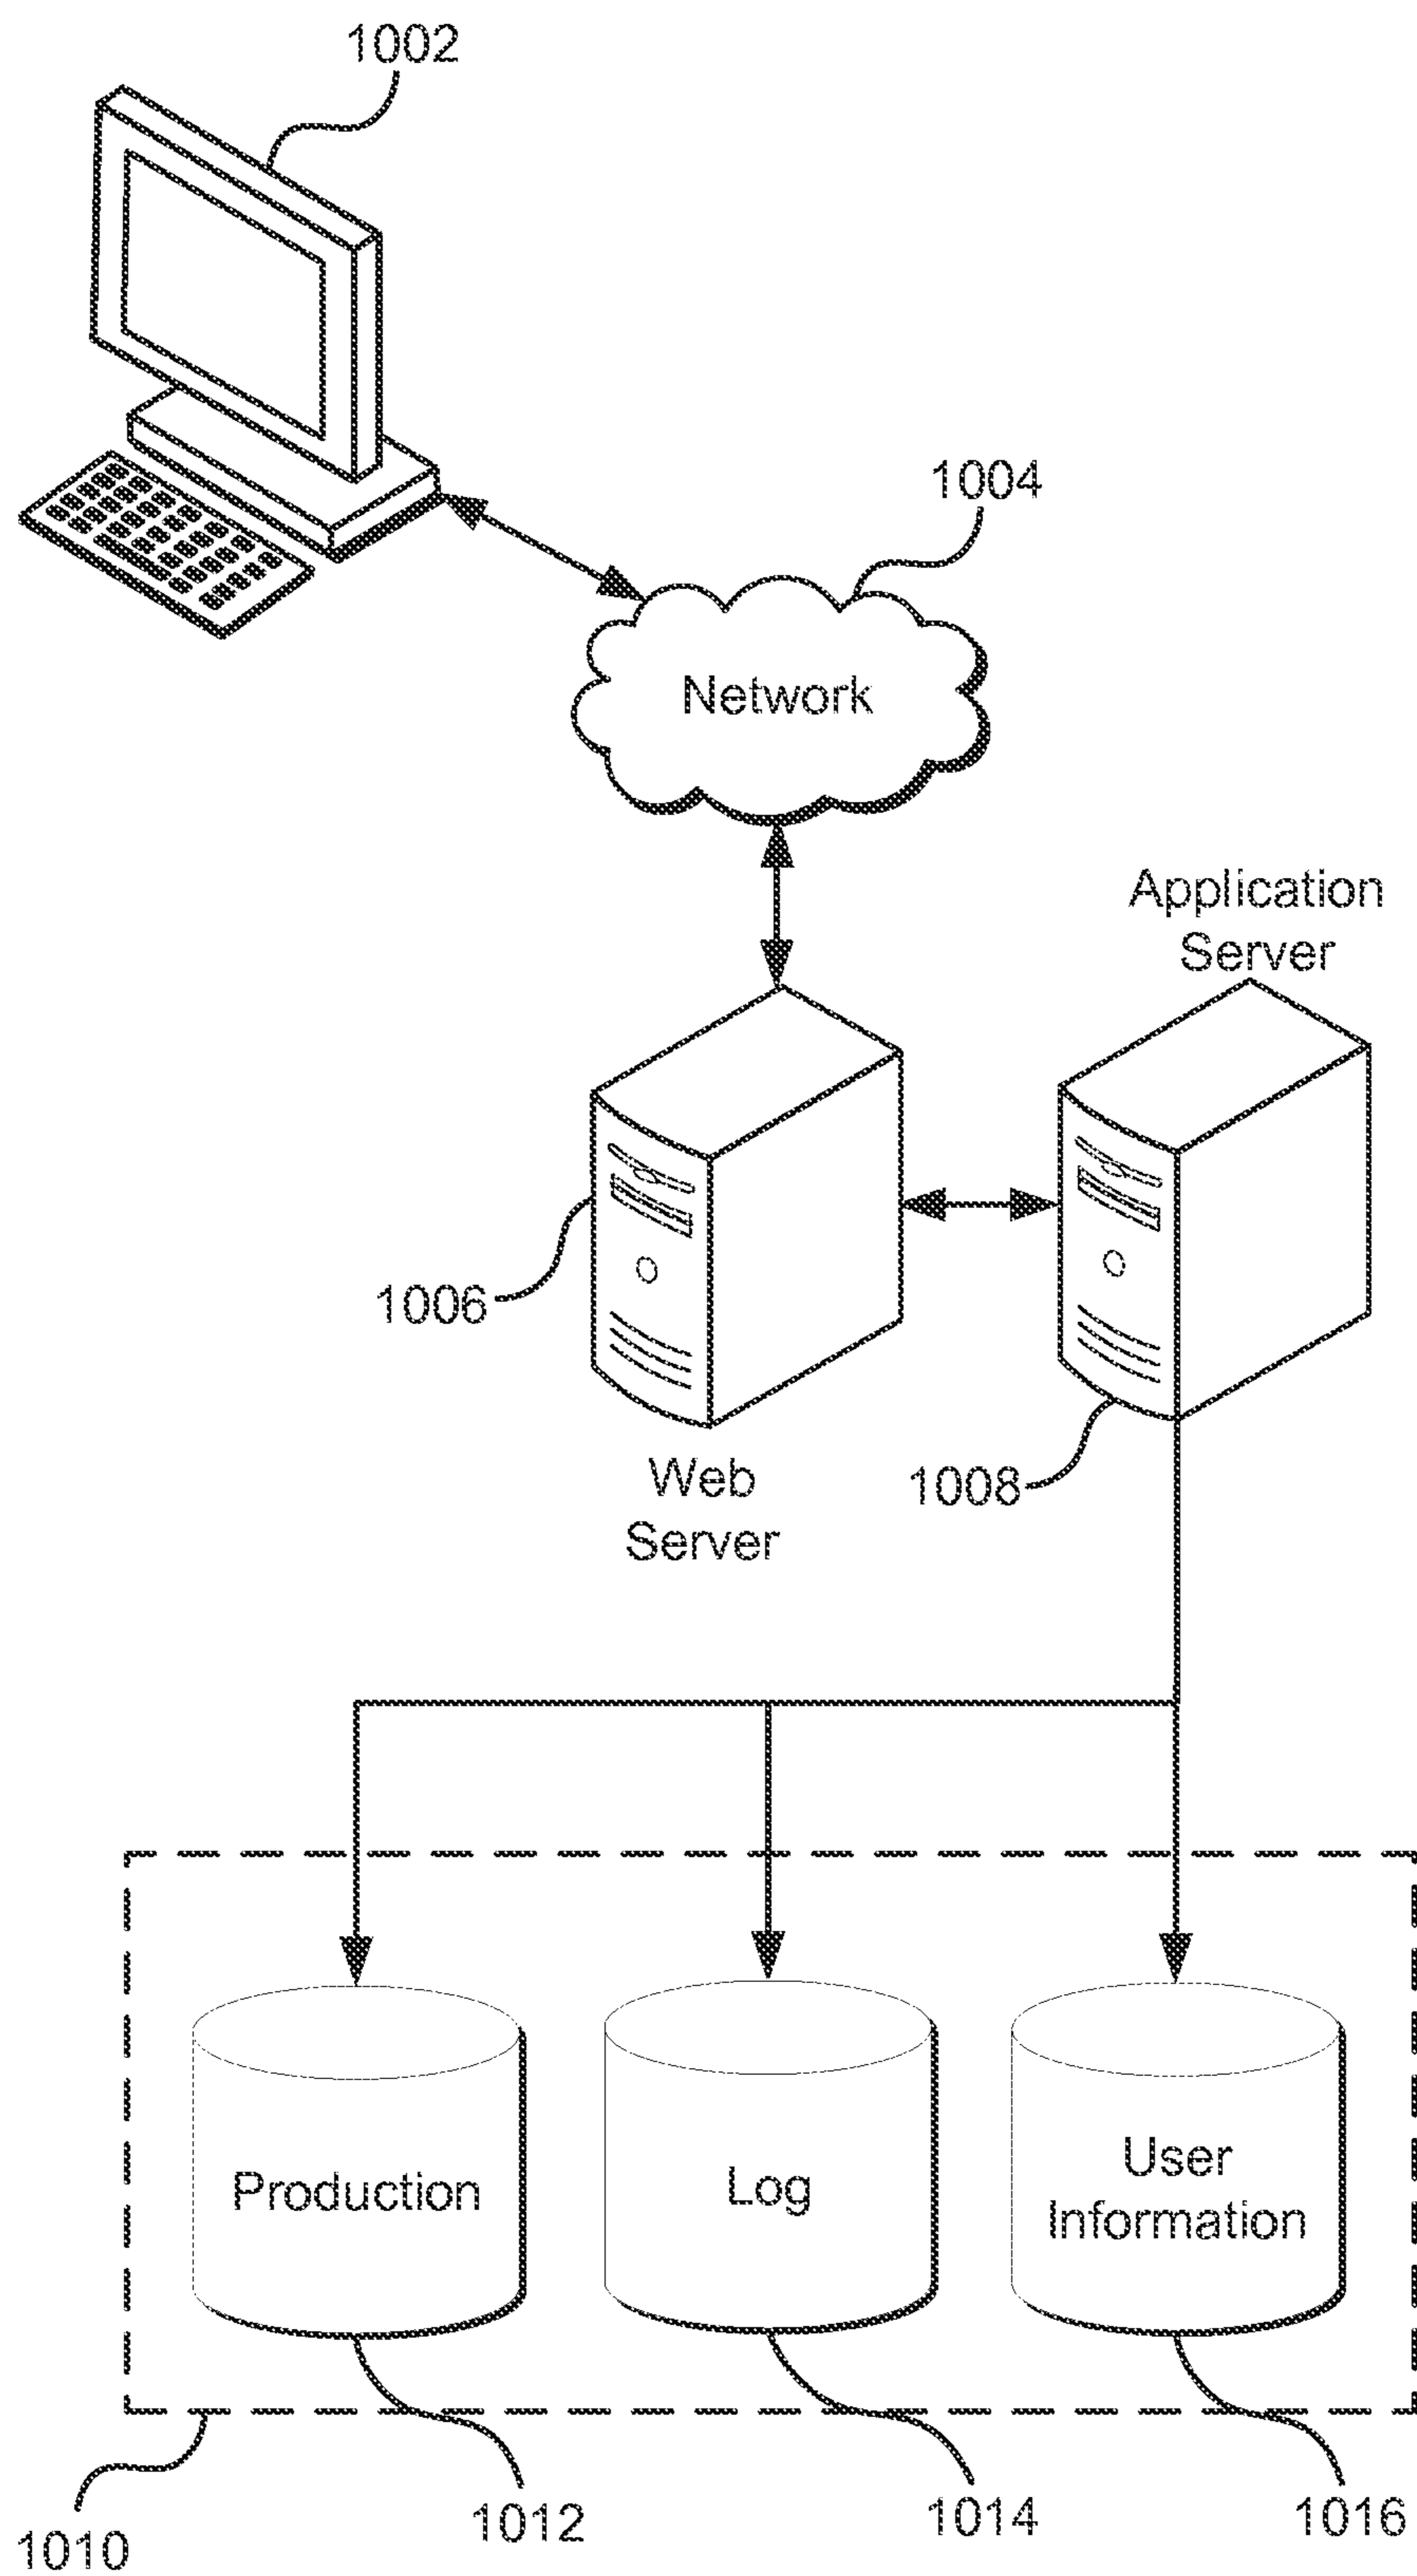 1002
1004
Network
Application
Server
1006
Web
Server
1008
Production
Log
User
Information
1010
1012
1014
1016